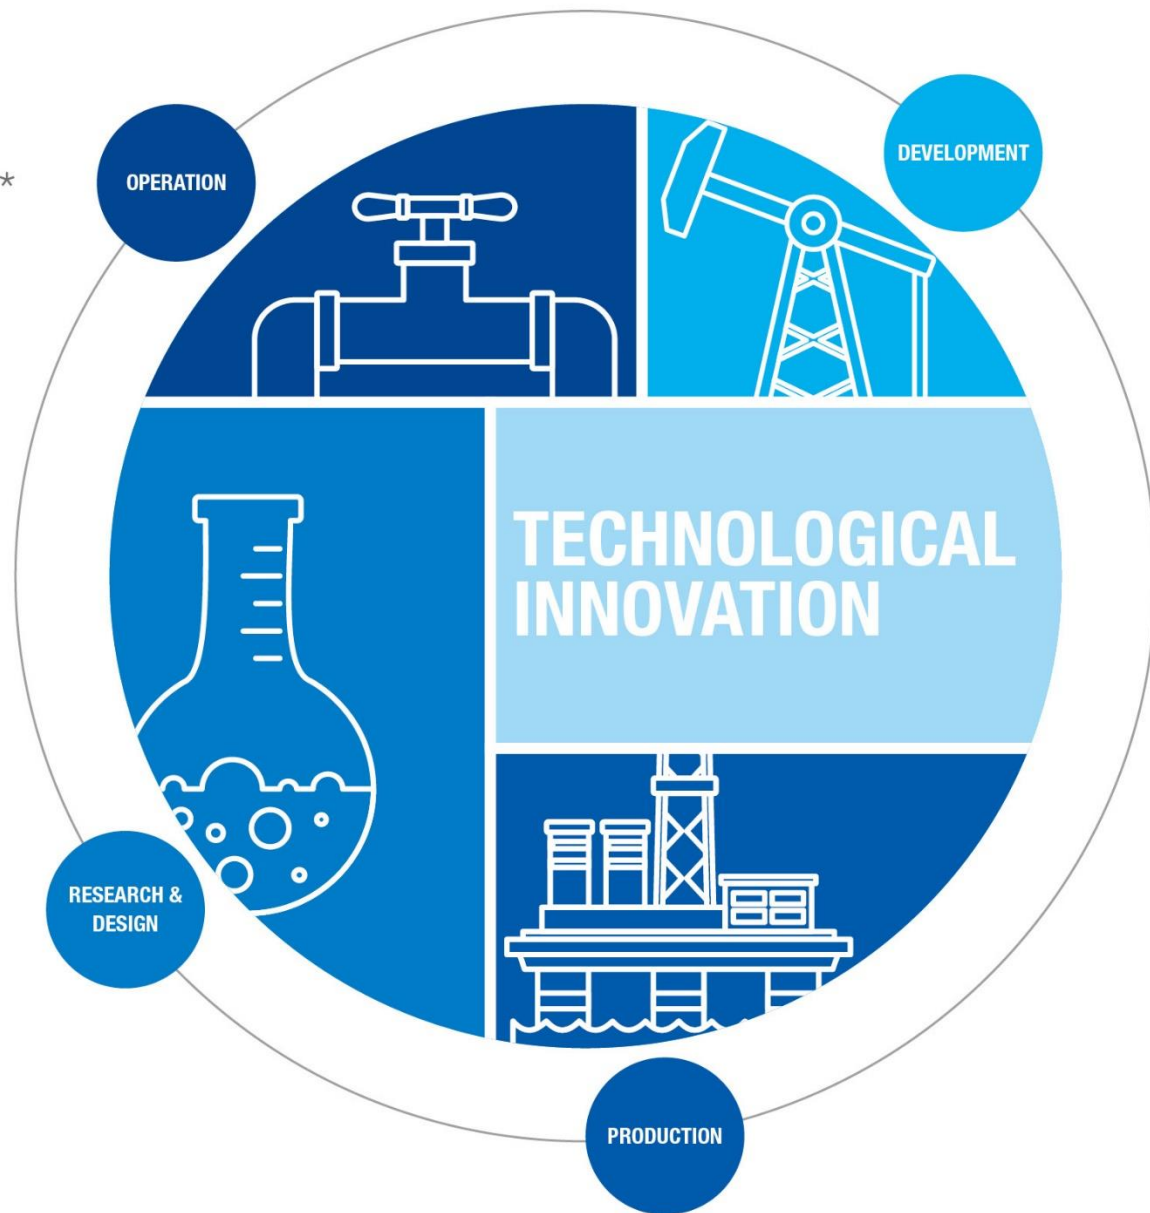 *
OPERATION
DEVELOPMENT
TECHNOLOGICAL
INNOVATION
RESEARCH &
DESIGN
PRODUCTION